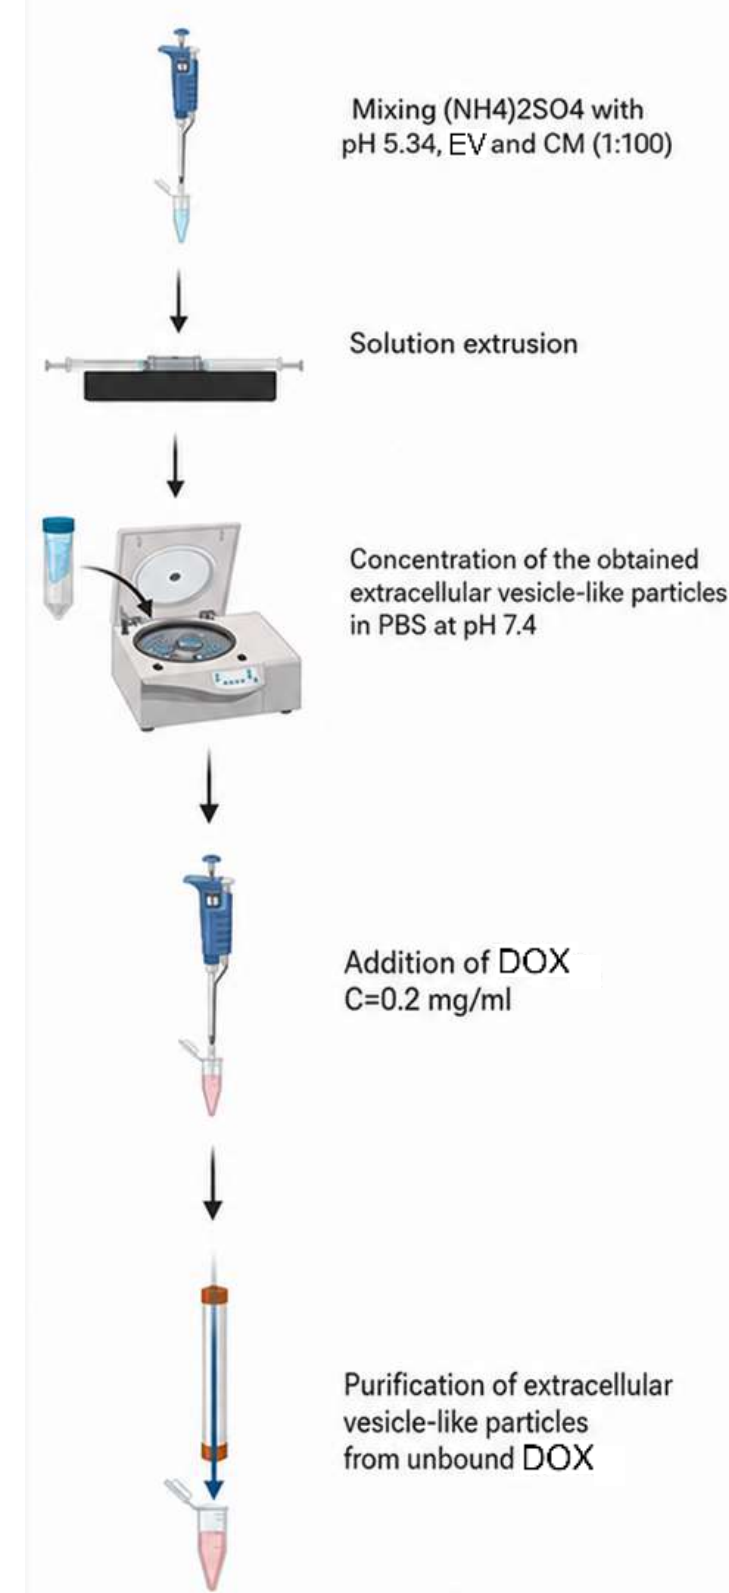 Mixing (NH4)2SO4 with
pH 5.34, EV and CM (1:100)
Solution extrusion
Concentration of the obtained
extracellular vesicle-like particles
in PBS at pH 7.4
Addition of DOX
C=0.2 mg/ml
Purification of extracellular
vesicle-like particles
from unbound DOX